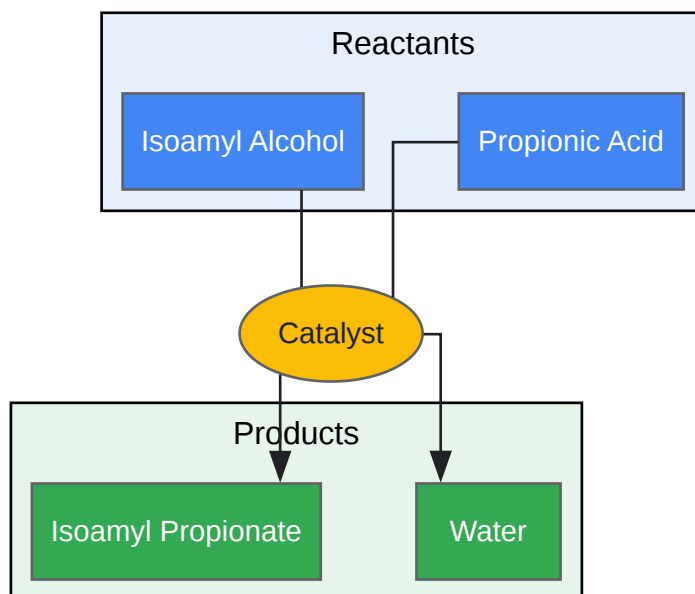 Reactants
Isoamyl Alcohol
Propionic Acid
Catalyst
Products
Isoamyl Propionate
Water